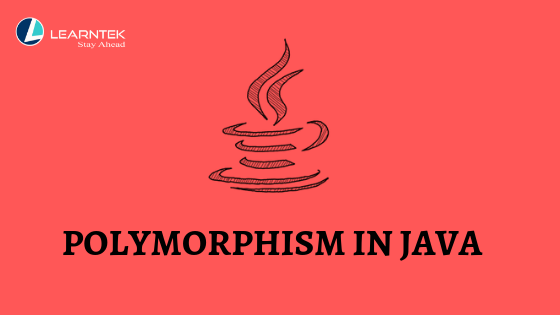 LEARNTEK
Stay Ahead
POLYMORPHISM IN JAVA